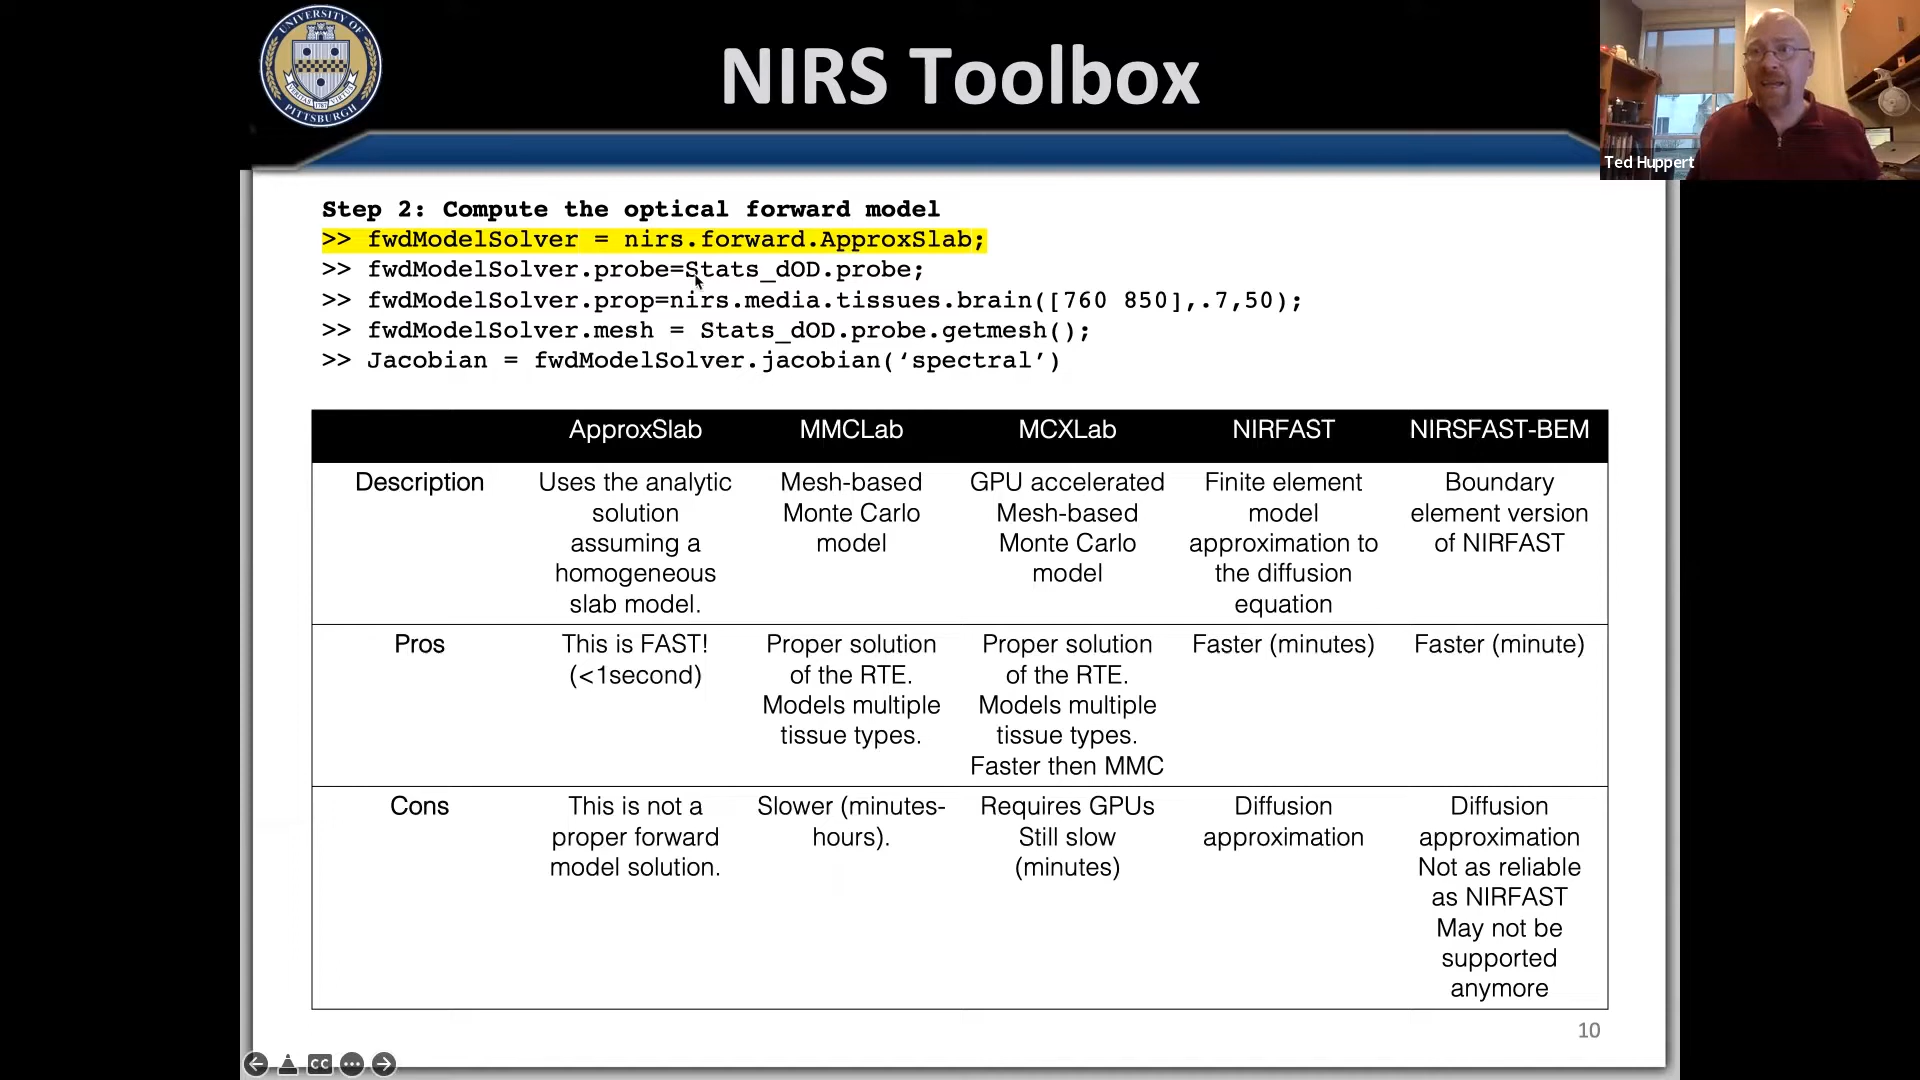 UNIVERSITY OF
PITTSBURGH
NIRS Toolbox
Ted Huppert
Step 2: Compute the optical forward model
>> fwdModelSolver = nirs.forward.ApproxSlab;
>> fwdModelSolver.probe=Stats_dOD.probe;
>> fwdModelSolver.prop=nirs.media.tissues.brain([760 850],.7,50);
>> fwdModelSolver.mesh = Stats_dOD.probe.getmesh();
>> Jacobian = fwdModelSolver.jacobian(‘spectral’)
ApproxSlab MMCLab MCXLab NIRFAST NIRSFAST-BEM
Description
Uses the analytic
solution
assuming a
homogeneous
slab model.
Mesh-based
Monte Carlo
model
GPU accelerated
Mesh-based
Monte Carlo
model
Finite element
model
approximation to
the diffusion
equation
Boundary
element version
of NIRFAST
Pros
This is FAST!
(<1second)
Proper solution
of the RTE.
Models multiple
tissue types.
Proper solution
of the RTE.
Models multiple
tissue types.
Faster then MMC
Faster (minutes)
Faster (minute)
Cons
This is not a
proper forward
model solution.
Slower (minutes-
hours).
Requires GPUs
Still slow
(minutes)
Diffusion
approximation
Diffusion
approximation
Not as reliable
as NIRFAST
May not be
supported
anymore
10
CC